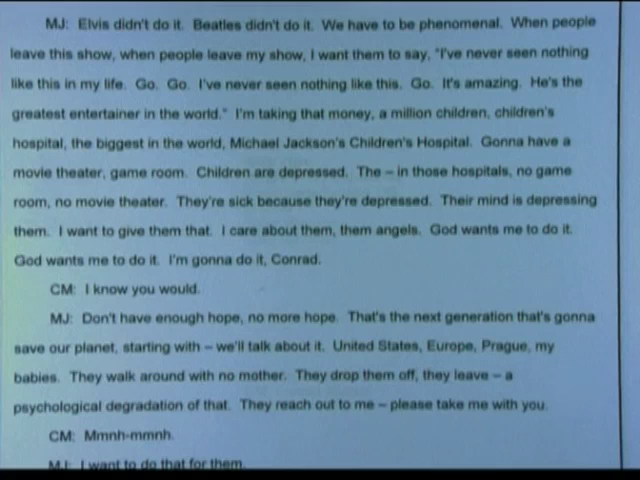 MJ: Elvis didn't do it. Beatles didn't do it. We have to be phenomenal. When people
leave this show, when people leave my show, I want them to say, "I've never seen nothing
like this in my life. Go. Go. I've never seen nothing like this. Go. It's amazing. He's the
greatest entertainer in the world." I'm taking that money, a million children, children's
hospital, the biggest in the world, Michael Jackson's Children's Hospital. Gonna have a
movie theater, game room. Children are depressed. The – in those hospitals, no game
room, no movie theater. They're sick because they're depressed. Their mind is depressing
them. I want to give them that. I care about them, them angels. God wants me to do it.
God wants me to do it. I'm gonna do it, Conrad.
CM: I know you would.
MJ: Don't have enough hope, no more hope. That's the next generation that's gonna
save our planet, starting with – we'll talk about it. United States, Europe, Prague, my
babies. They walk around with no mother. They drop them off, they leave – a
psychological degradation of that. They reach out to me – please take me with you.
CM: Mmnh-mmnh.
MJ: I want to do that for them.